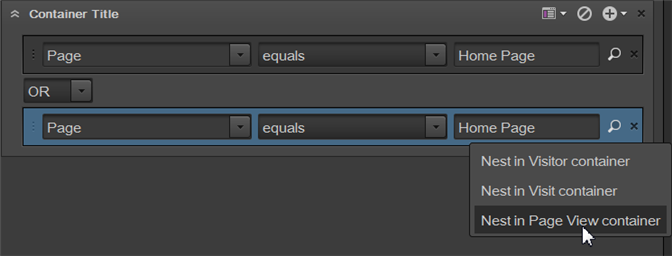 Container Title
Page equals Home Page
OR
Page equals Home Page
Nest in Visitor container
Nest in Visit container
Nest in Page View container